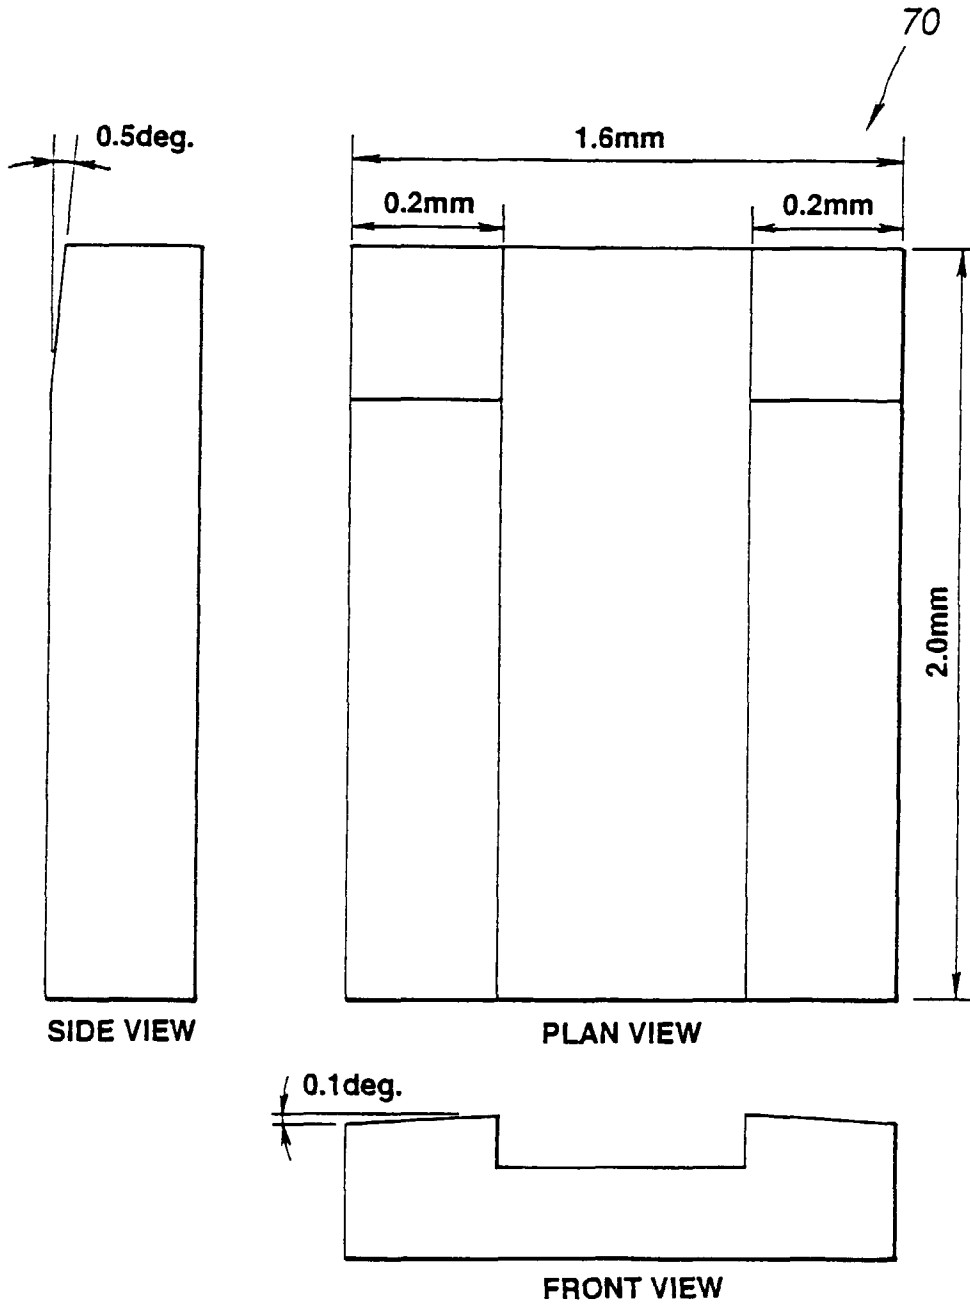 70
0.5deg.
1.6mm
0.2mm
0.2mm
2.0mm
SIDE VIEW
PLAN VIEW
0.1deg.
FRONT VIEW